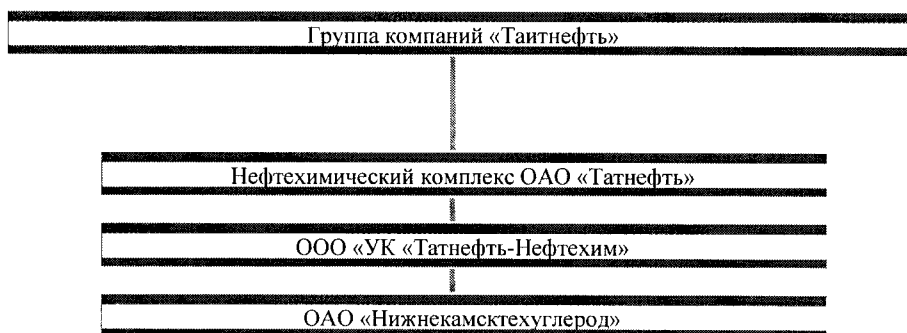 Группа компаний «Таитнефть»
Нефтехимический комплекс ОАО «Татнефть»
ООО «УК «Татнефть-Нефтехим»
ОАО «Нижнекамсктехуглерод»